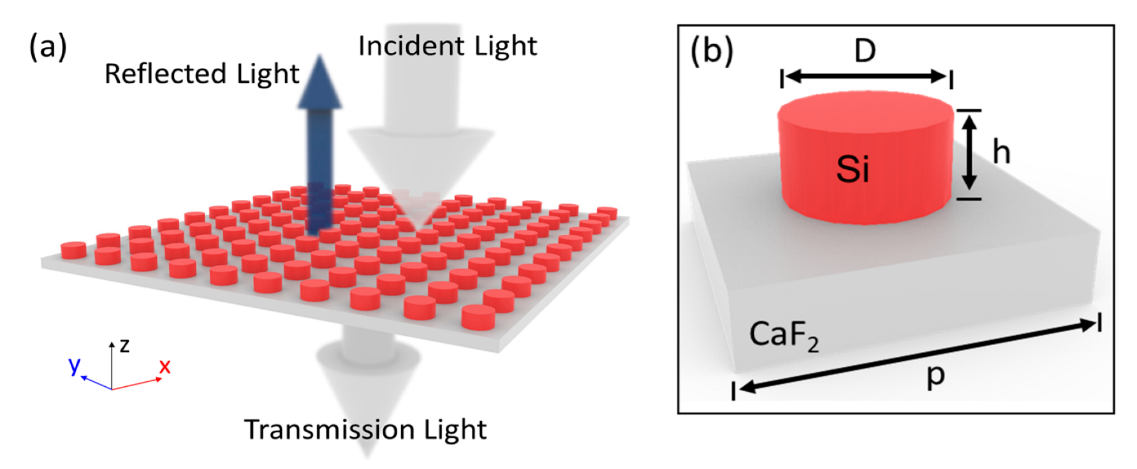 (a)
Incident Light
Reflected Light
z
y
x
Transmission Light
(b)
D
h
Si
CaF₂
p